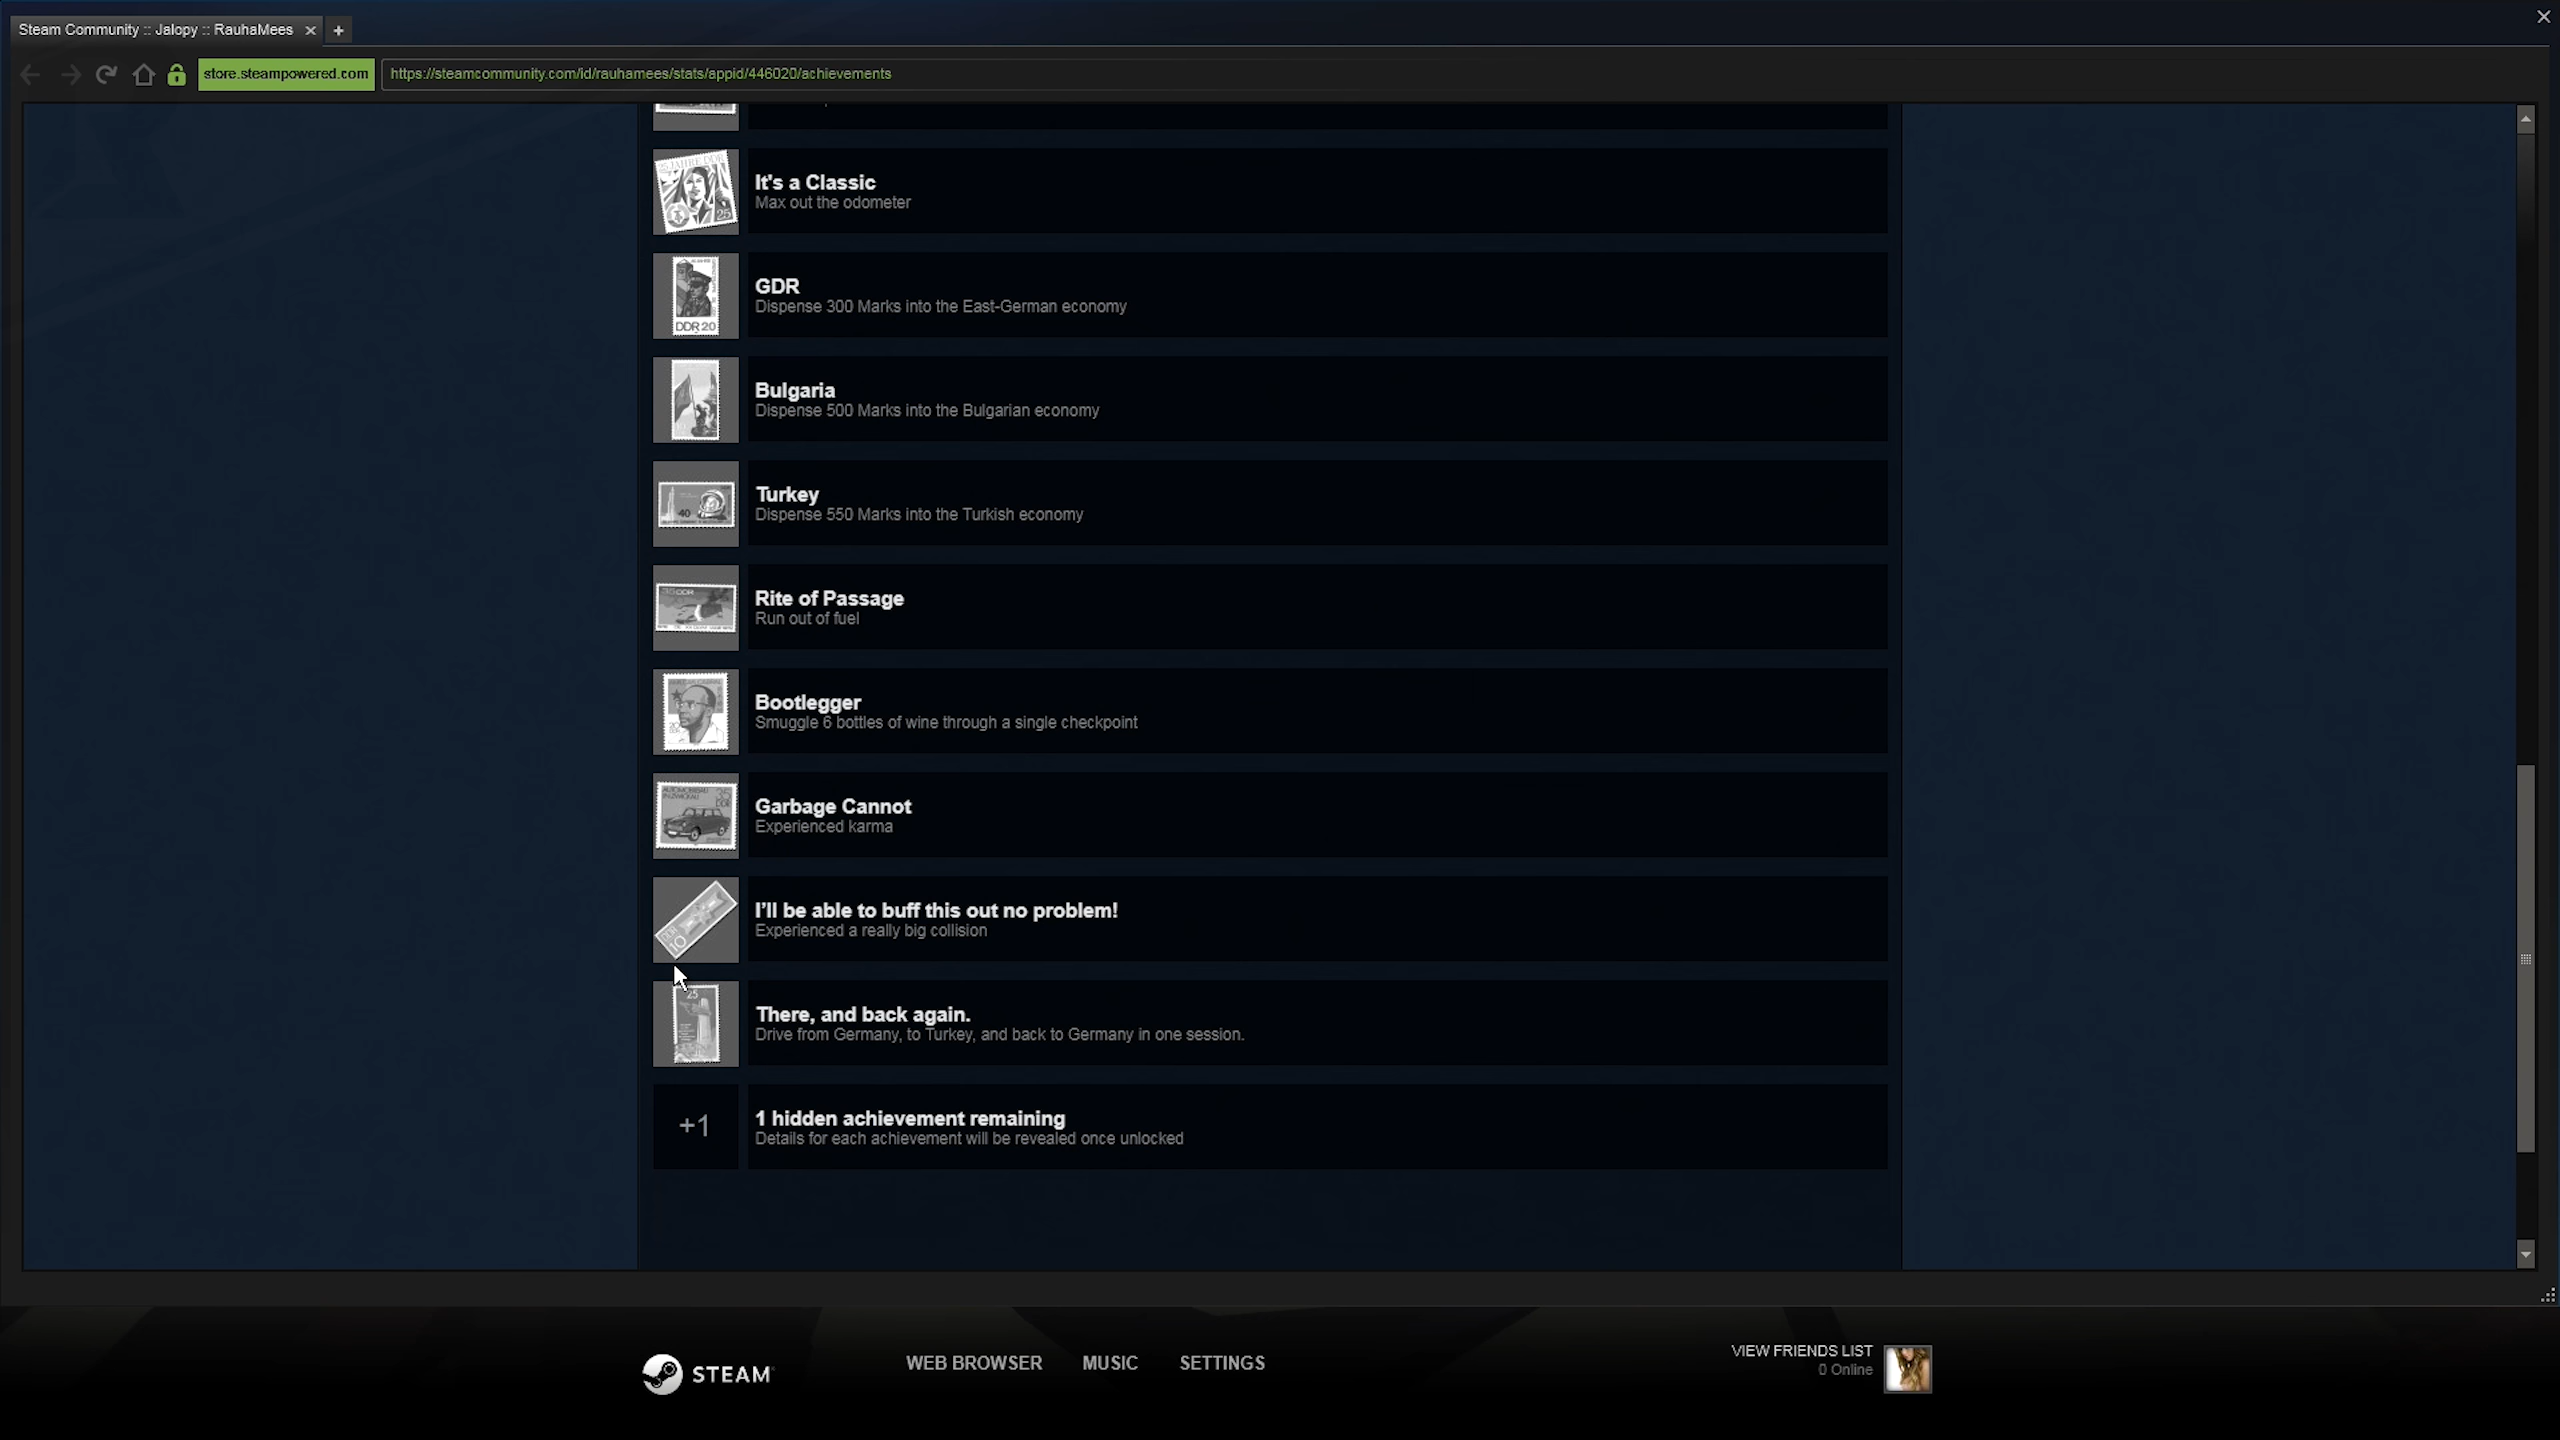 Steam Community :: Jalopy :: RauhaMees
store.steampowered.com
https://steamcommunity.com/id/rauhamees/stats/appid/446020/achievements
It's a Classic
Max out the odometer
25
GDR
Dispense 300 Marks into the East-German economy
DDR 20
Bulgaria
Dispense 500 Marks into the Bulgarian economy
Turkey
Dispense 550 Marks into the Turkish economy
40
Rite of Passage
Run out of fuel
Bootlegger
Smuggle 6 bottles of wine through a single checkpoint
Garbage Cannot
Experienced karma
I'll be able to buff this out no problem!
Experienced a really big collision
10
There, and back again.
Drive from Germany, to Turkey, and back to Germany in one session.
25
+1
1 hidden achievement remaining
Details for each achievement will be revealed once unlocked
STEAM
WEB BROWSER
MUSIC
SETTINGS
VIEW FRIENDS LIST
0 Online